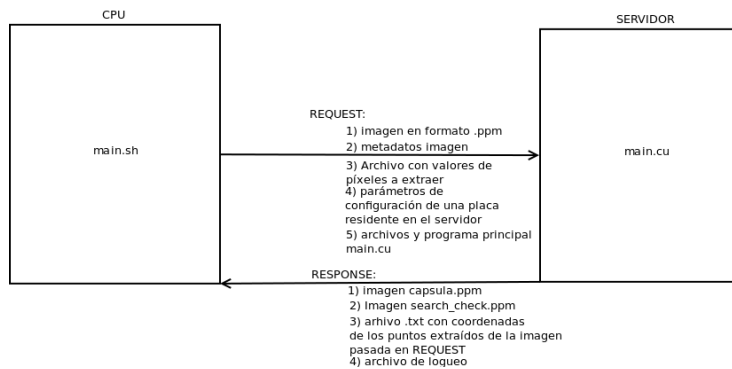 CPU
SERVIDOR
main.sh
main.cu
REQUEST:
1) imagen en formato .ppm
2) metadatos imagen
3) Archivo con valores de
píxeles a extraer
4) parámetros de
configuración de una placa
residente en el servidor
5) archivos y programa principal
main.cu
RESPONSE:
1) imagen capsula.ppm
2) Imagen search_check.ppm
3) arhivo .txt con coordenadas
de los puntos extraídos de la imagen
pasada en REQUEST
4) archivo de loqueo